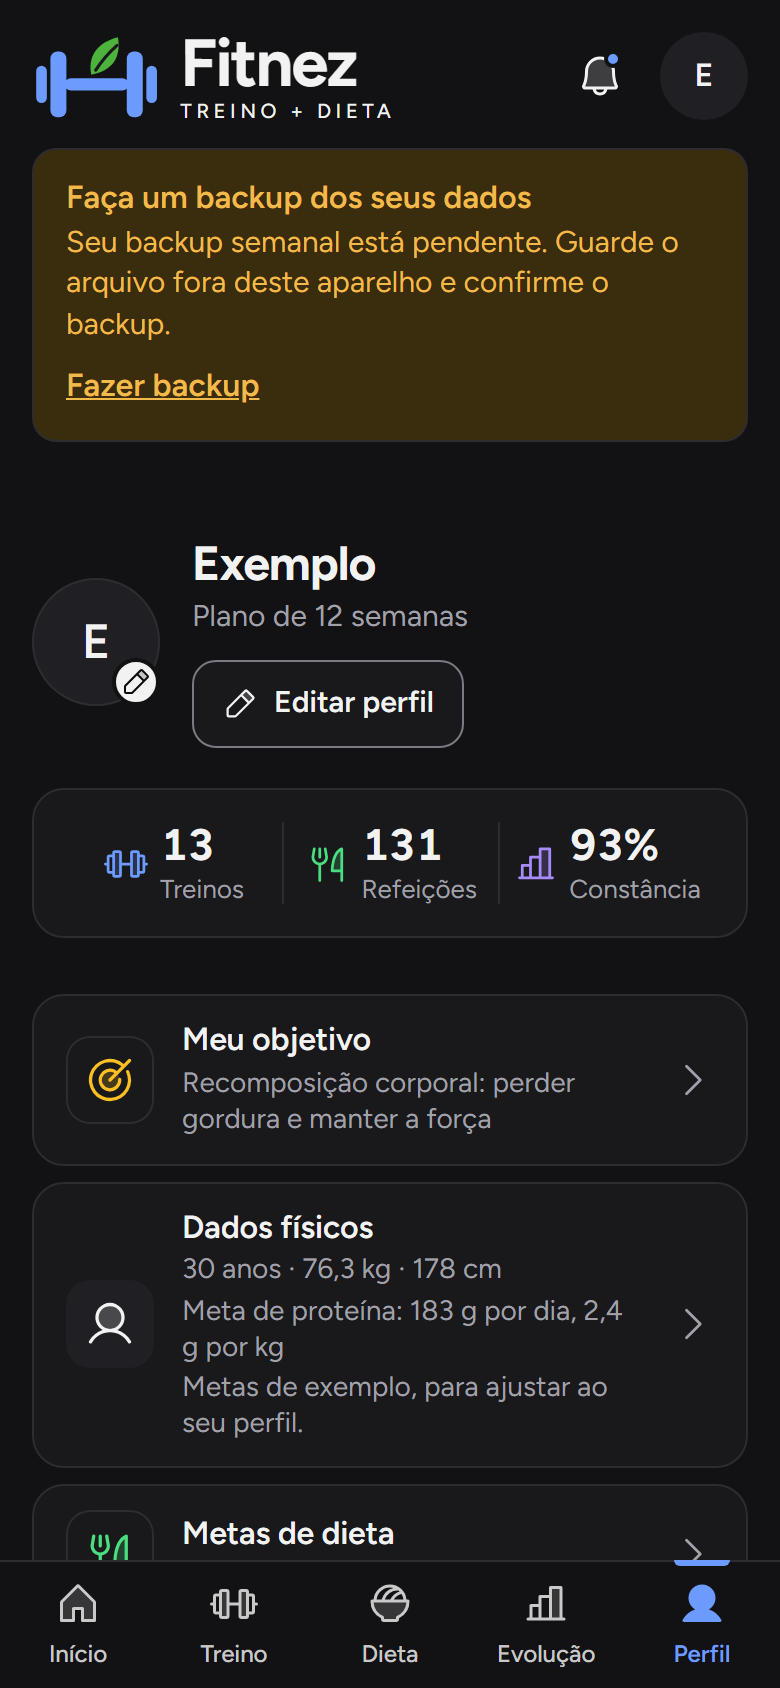 Fitnez
TREINO + DIETA
E
Faça um backup dos seus dados
Seu backup semanal está pendente. Guarde o
arquivo fora deste aparelho e confirme o
backup.
Fazer backup
E
Exemplo
Plano de 12 semanas
Editar perfil
13
Treinos
131
Refeições
93%
Constância
Meu objetivo
Recomposição corporal: perder
gordura e manter a força
Dados físicos
30 anos · 76,3 kg · 178 cm
Meta de proteína: 183 g por dia, 2,4
g por kg
Metas de exemplo, para ajustar ao
seu perfil.
Metas de dieta
Início
Treino
Dieta
Evolução
Perfil